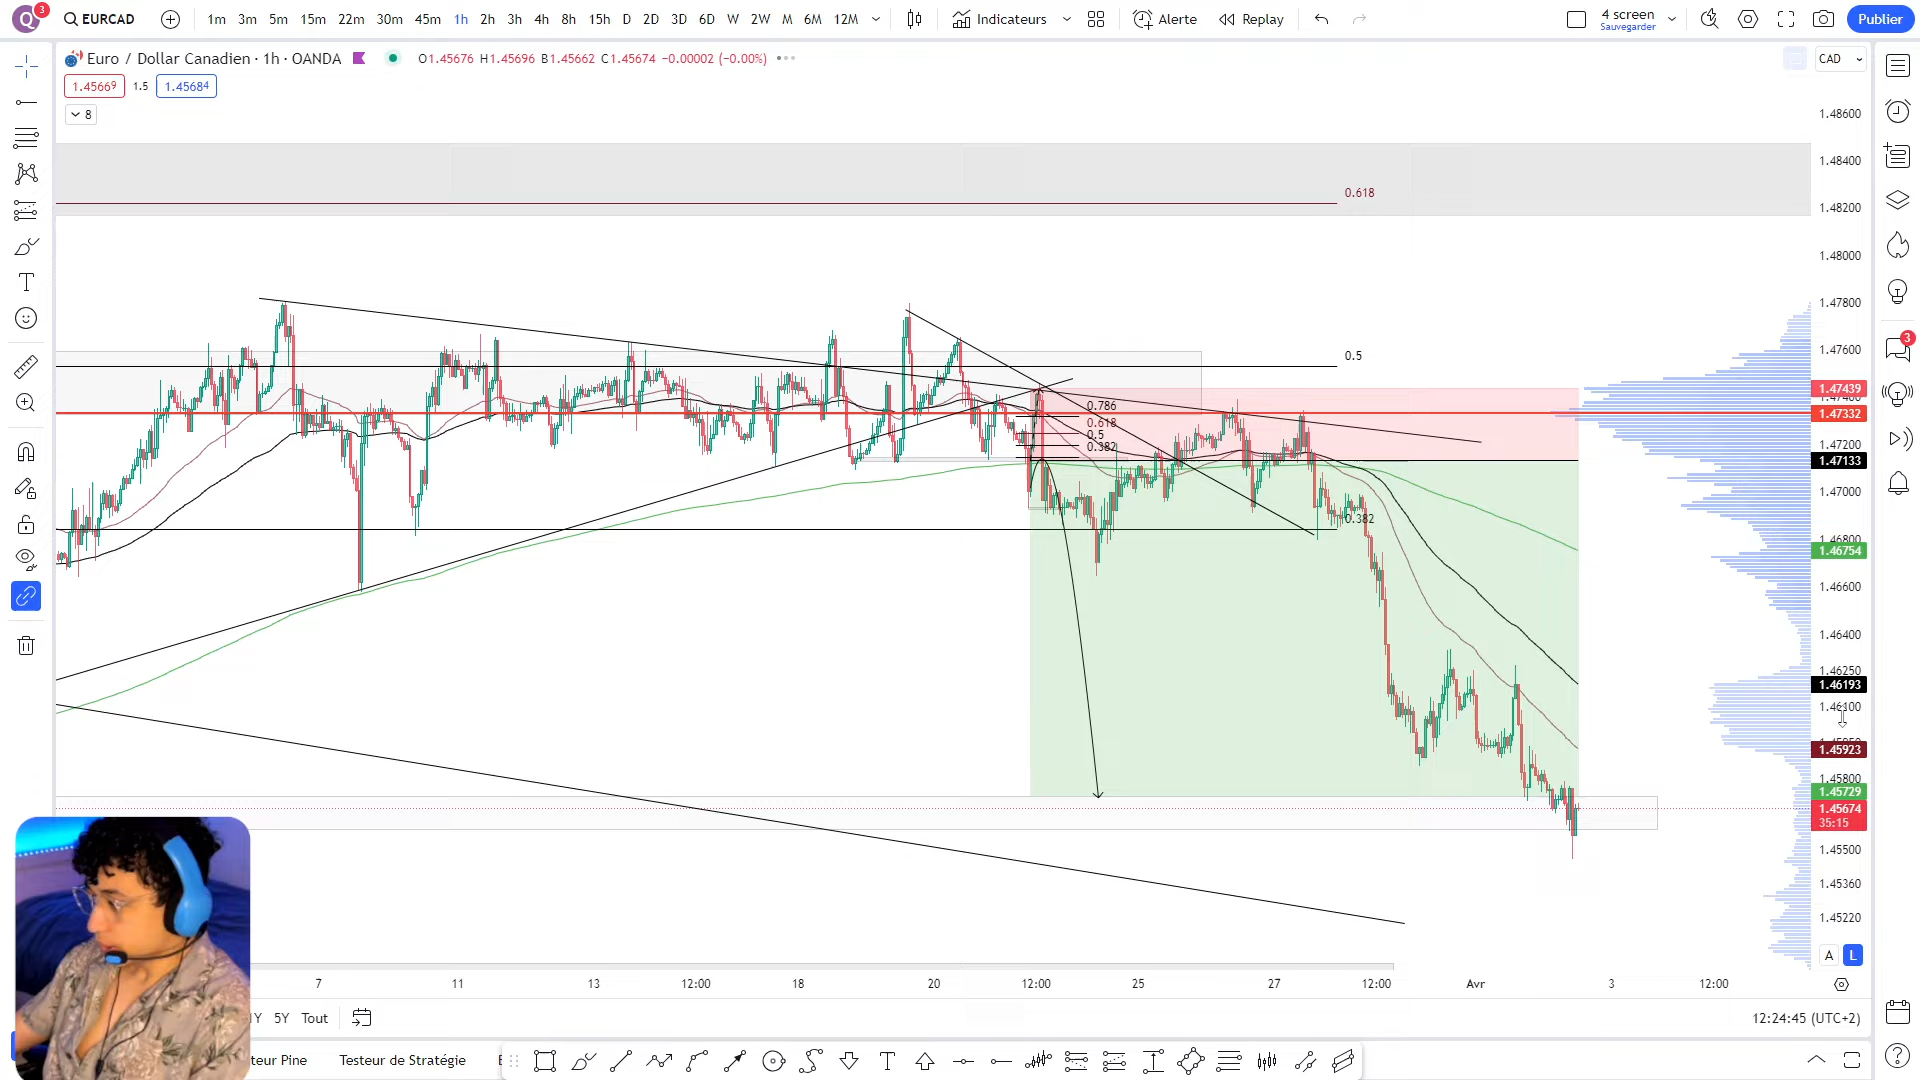 Q 3
EURCAD
1m 3m 5m 15m 22m 30m 45m 1h 2h 3h 4h 8h 15h D 2D 3D 6D W 2W M 6M 12M
Indicateurs
Alerte
Replay
4 screen
Sauvegarder
Publier
Euro / Dollar Canadien · 1h · OANDA
O1.45676 H1.45696 B1.45662 C1.45674 −0.00002 (−0.00%)
CAD
1.45669 1.5 1.45684
8
1.48600
1.48400
0.618
1.48200
1.48000
1.47800
0.5
1.47600
3
1.47439
0.786
1.47332
0.618
0.5
0.382
1.47200
1.47133
1.47000
0.382
1.46800
1.46754
1.46600
1.46400
1.46250
1.46193
1.46100
1.45923
1.45800
1.45729
1.45674
35:15
1.45500
1.45360
1.45220
A L
7 11 13 12:00 18 20 12:00 25 27 12:00 Avr 3 12:00
1Y 5Y Tout
12:24:45 (UTC+2)
teur Pine Testeur de Stratégie
T